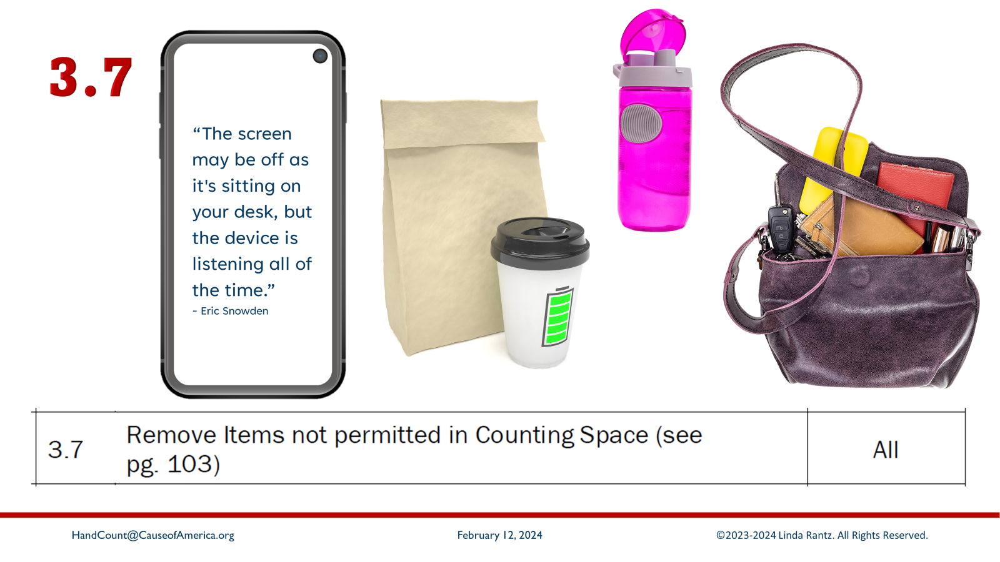 3.7
“The screen
may be off as
it's sitting on
your desk, but
the device is
listening all of
the time.”
- Eric Snowden
3.7 Remove Items not permitted in Counting Space (see
pg. 103)
All
HandCount@CauseofAmerica.org
February 12, 2024
©2023-2024 Linda Rantz. All Rights Reserved.